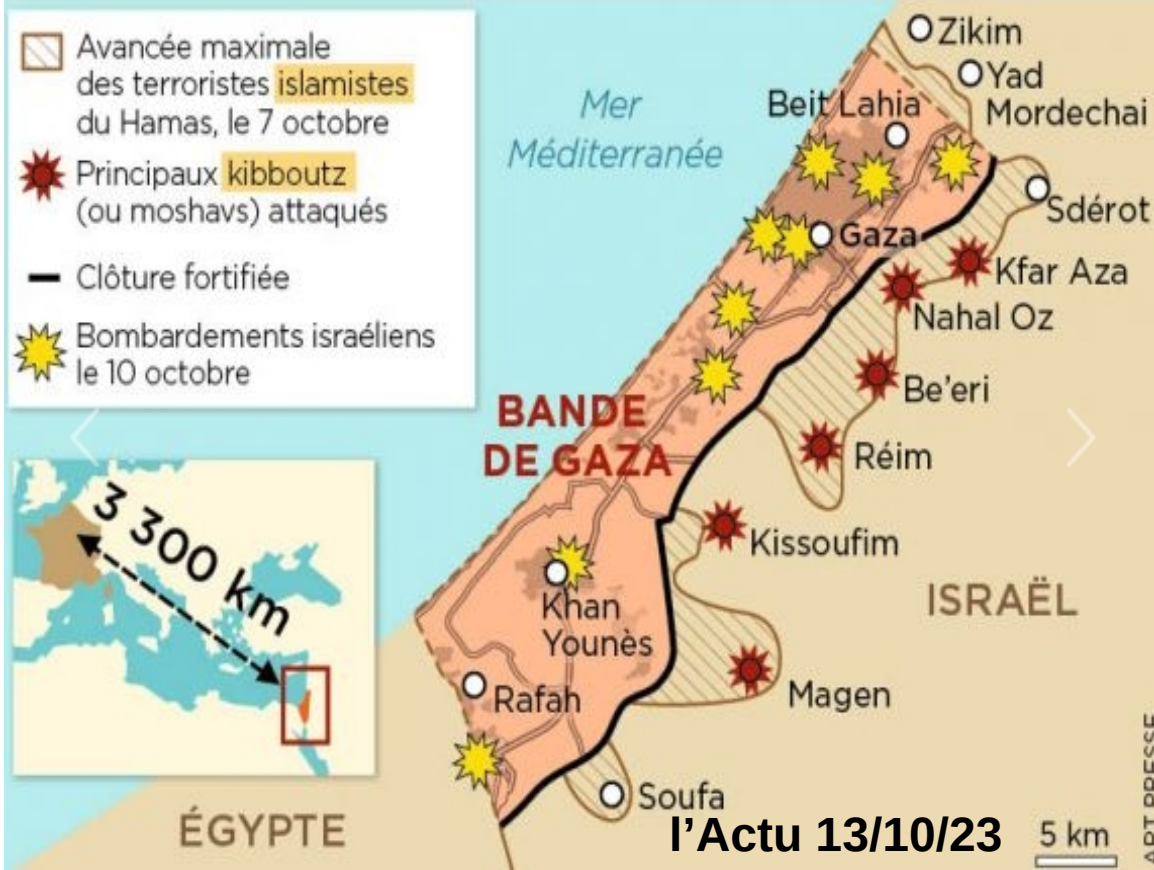 Avancée maximale
des terroristes islamistes
du Hamas, le 7 octobre
Principaux kibboutz
(ou moshavs) attaqués
Clôture fortifiée
Bombardements israéliens
le 10 octobre
Mer
Méditerranée
Zikim
Yad
Mordechai
Beit Lahia
Sdérot
Gaza
Kfar Aza
Nahal Oz
Be'eri
BANDE
DE GAZA
Réim
Kissoufim
3 300 km
ISRAËL
Khan
Younès
Rafah
Magen
Soufa
ÉGYPTE
l’Actu 13/10/23
5 km
ART PRESSE